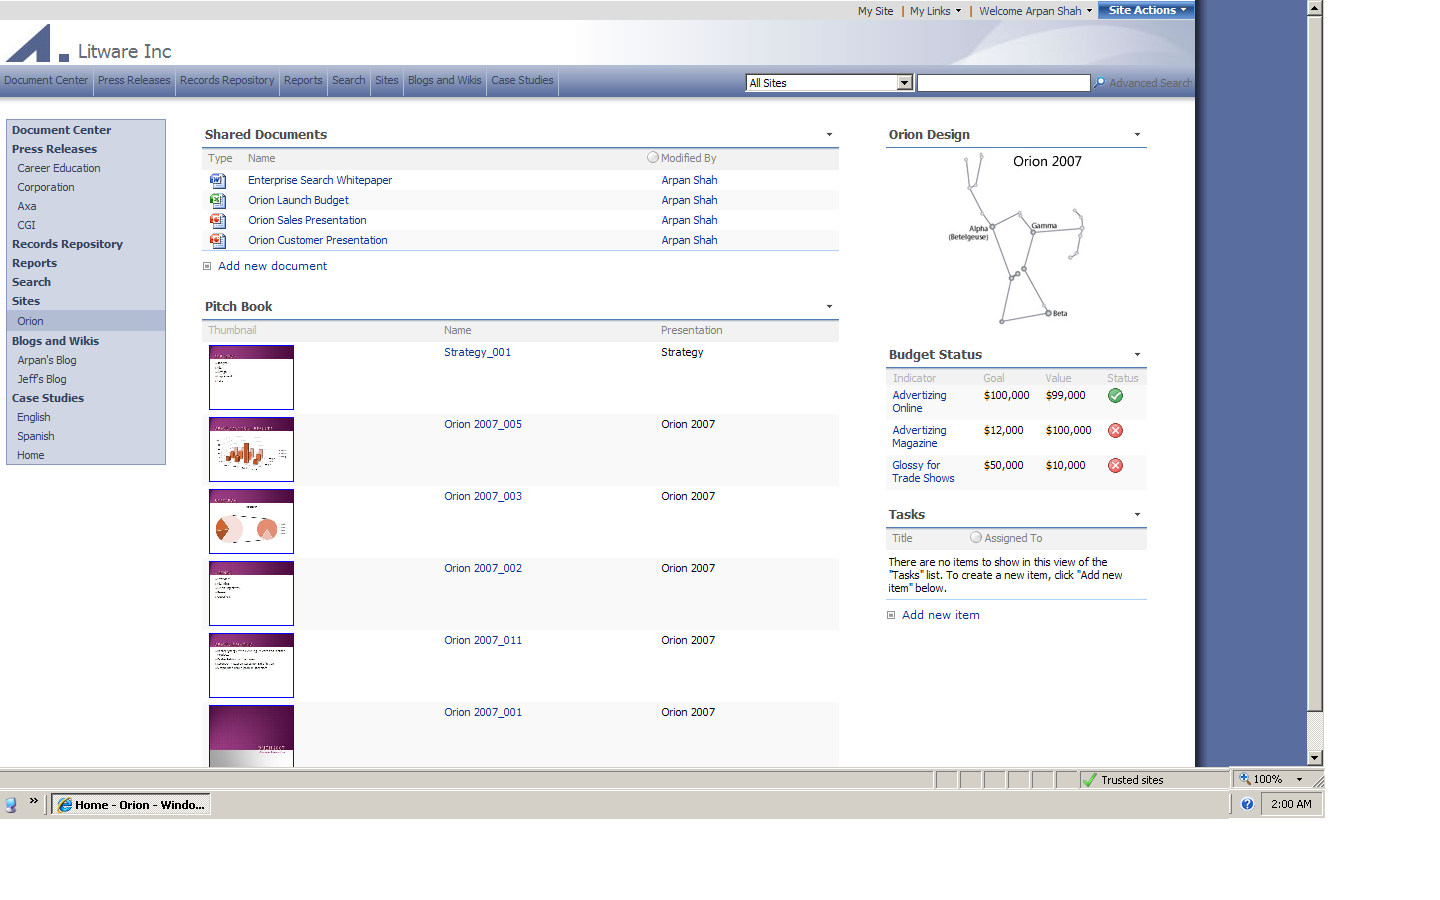 My Site | My Links | Welcome Arpan Shah Site Actions
Litware Inc
Document Center Press Releases Records Repository Reports Search Sites Blogs and Wikis Case Studies All Sites Advanced Search
Document Center
Press Releases
Career Education
Corporation
Axa
CGI
Records Repository
Reports
Search
Sites
Orion
Blogs and Wikis
Arpan's Blog
Jeff's Blog
Case Studies
English
Spanish
Home
Shared Documents
Type Name Modified By
Enterprise Search Whitepaper Arpan Shah
Orion Launch Budget Arpan Shah
Orion Sales Presentation Arpan Shah
Orion Customer Presentation Arpan Shah
Add new document
Pitch Book
Thumbnail Name Presentation
Strategy_001 Strategy
Orion 2007_005 Orion 2007
Orion 2007_003 Orion 2007
Orion 2007_002 Orion 2007
Orion 2007_011 Orion 2007
Orion 2007_001 Orion 2007
Orion Design
Orion 2007
Alpha
(Betelgeuse)
Gamma
Beta
Budget Status
Indicator Goal Value Status
Advertizing $100,000 $99,000
Online
Advertizing $12,000 $100,000
Magazine
Glossy for $50,000 $10,000
Trade Shows
Tasks
Title Assigned To
There are no items to show in this view of the
"Tasks" list. To create a new item, click "Add new
item" below.
Add new item
Trusted sites 100%
Home - Orion - Windo... 2:00 AM